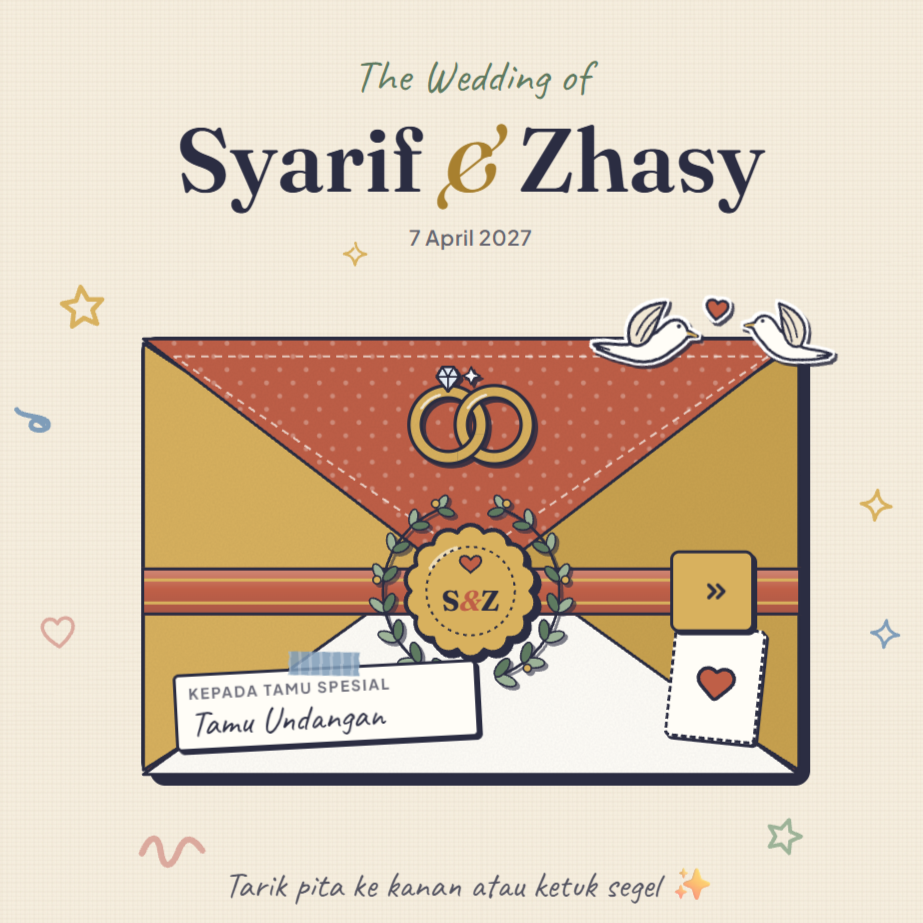 The Wedding of
Syarif & Zhasy
7 April 2027
S&Z
»
KEPADA TAMU SPESIAL
Tamu Undangan
Tarik pita ke kanan atau ketuk segel ✨